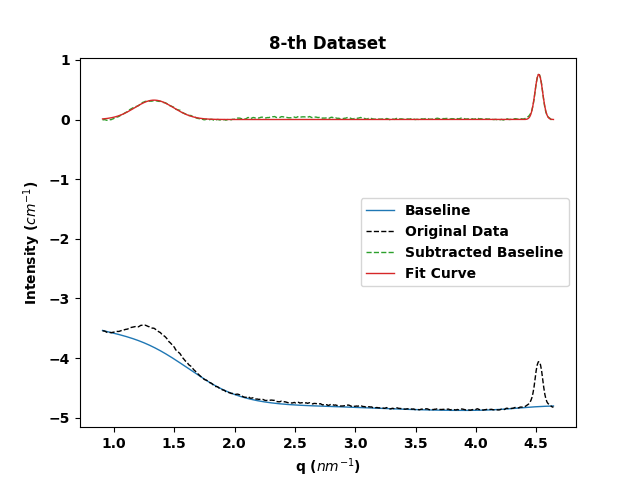 8-th Dataset
1
0
−1
−2
−3
−4
−5
Intensity (cm⁻¹)
Baseline
Original Data
Subtracted Baseline
Fit Curve
1.0 1.5 2.0 2.5 3.0 3.5 4.0 4.5
q (nm⁻¹)